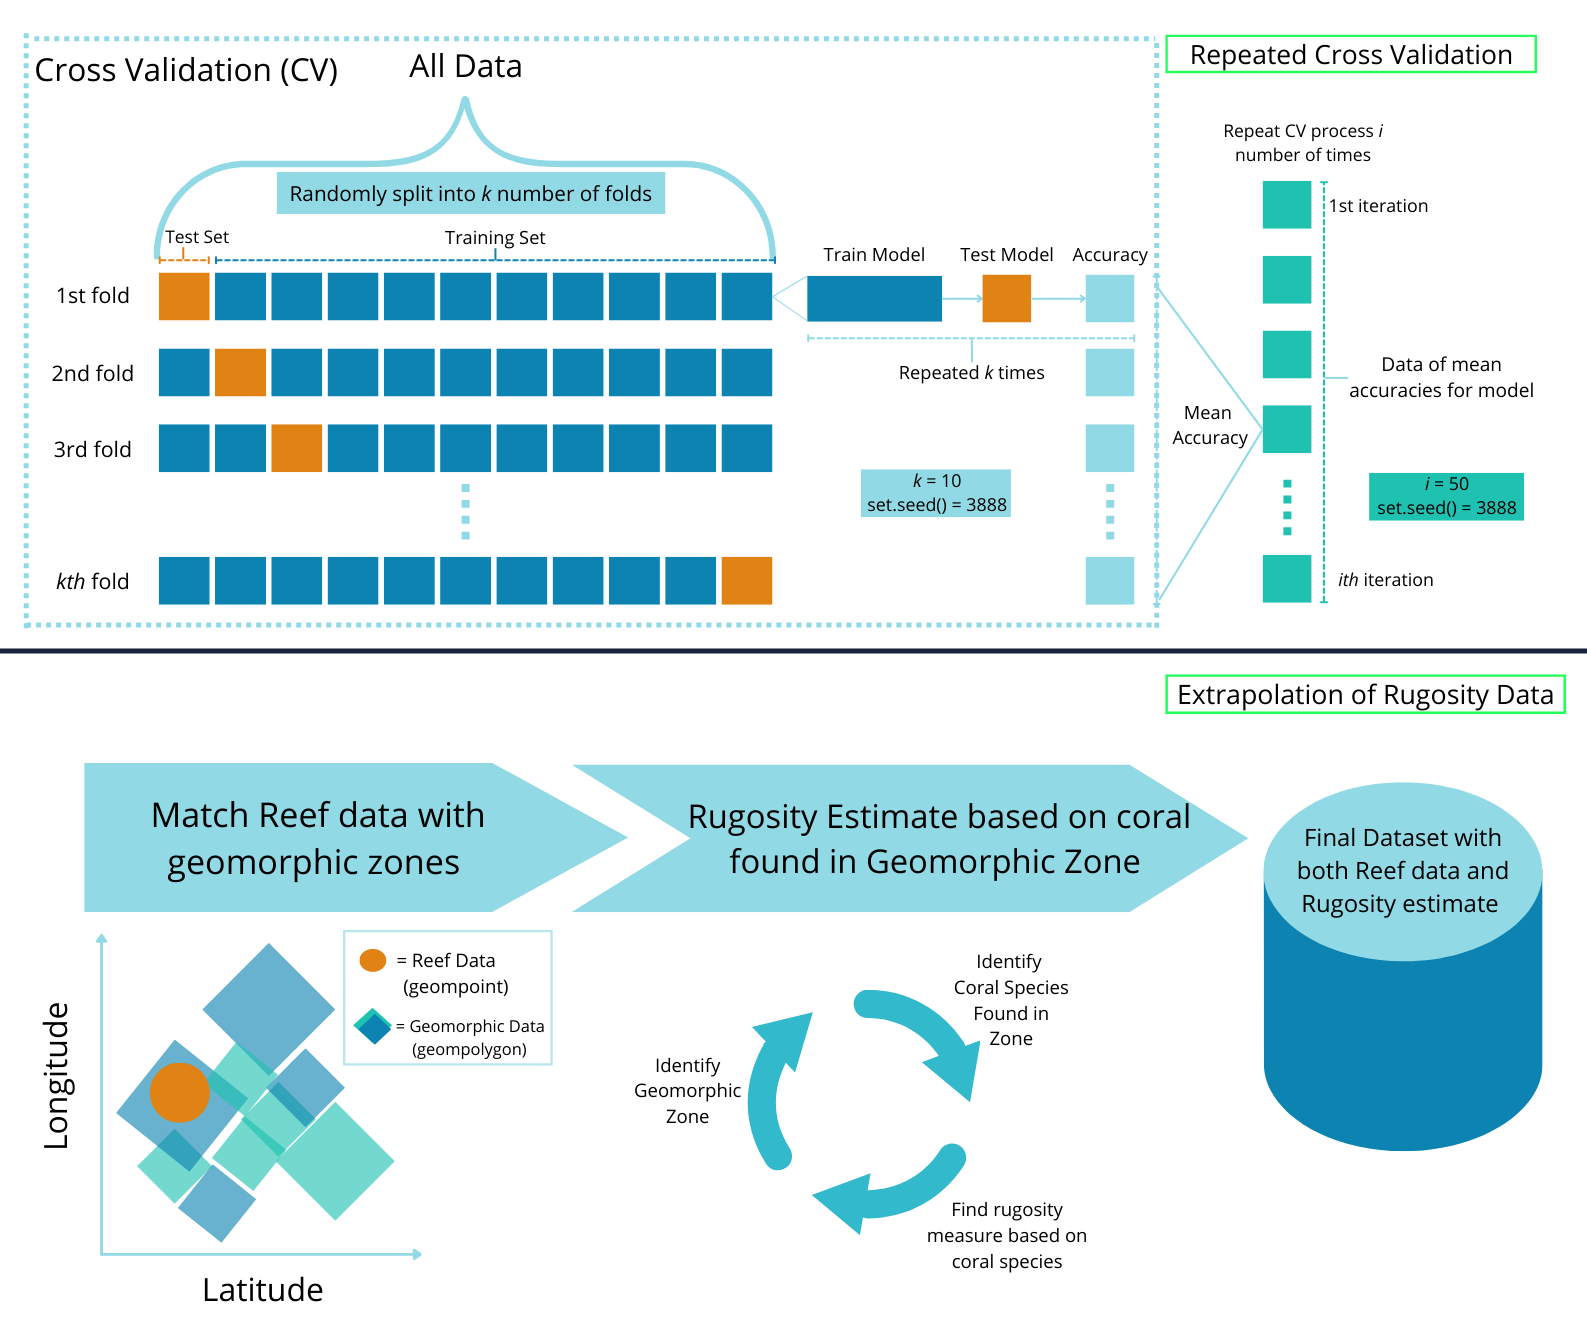 Cross Validation (CV)
All Data
Repeated Cross Validation
Randomly split into k number of folds
Test Set
Training Set
Train Model
Test Model
Accuracy
1st fold
2nd fold
3rd fold
kth fold
Repeated k times
k = 10
set.seed() = 3888
Mean
Accuracy
Repeat CV process i
number of times
1st iteration
Data of mean
accuracies for model
i = 50
set.seed() = 3888
ith iteration
Extrapolation of Rugosity Data
Match Reef data with
geomorphic zones
Rugosity Estimate based on coral
found in Geomorphic Zone
Final Dataset with
both Reef data and
Rugosity estimate
= Reef Data
(geompoint)
= Geomorphic Data
(geompolygon)
Longitude
Latitude
Identify
Coral Species
Found in
Zone
Identify
Geomorphic
Zone
Find rugosity
measure based on
coral species